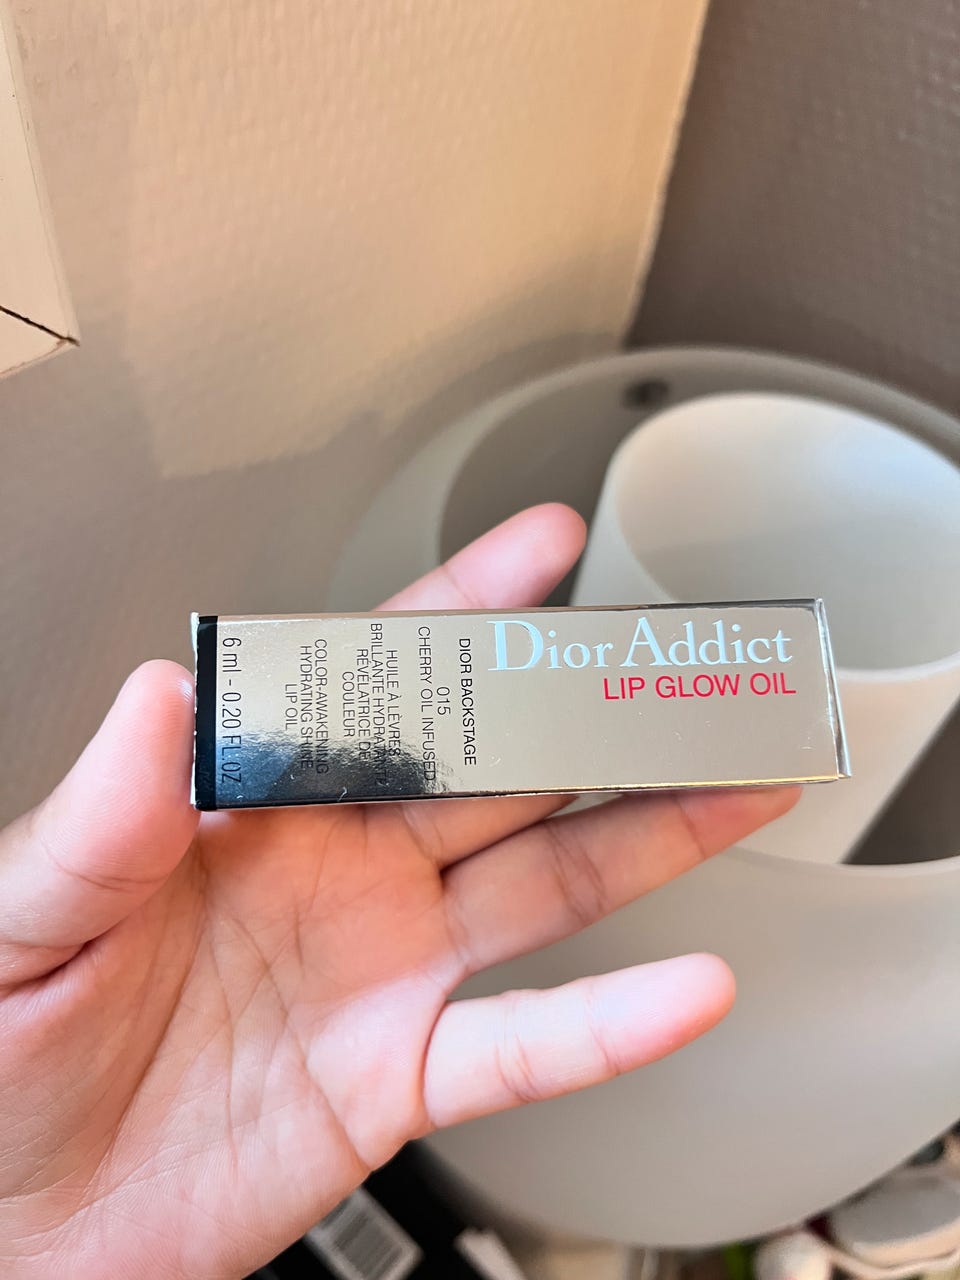 Dior Addict
LIP GLOW OIL
DIOR BACKSTAGE
015
CHERRY OIL INFUSED
HUILE À LÈVRES
BRILLANTE HYDRATANTE
RÉVÉLATRICE DE
COULEUR
COLOR-AWAKENING
HYDRATING SHINE
LIP OIL
6 ml - 0.20 FL. OZ